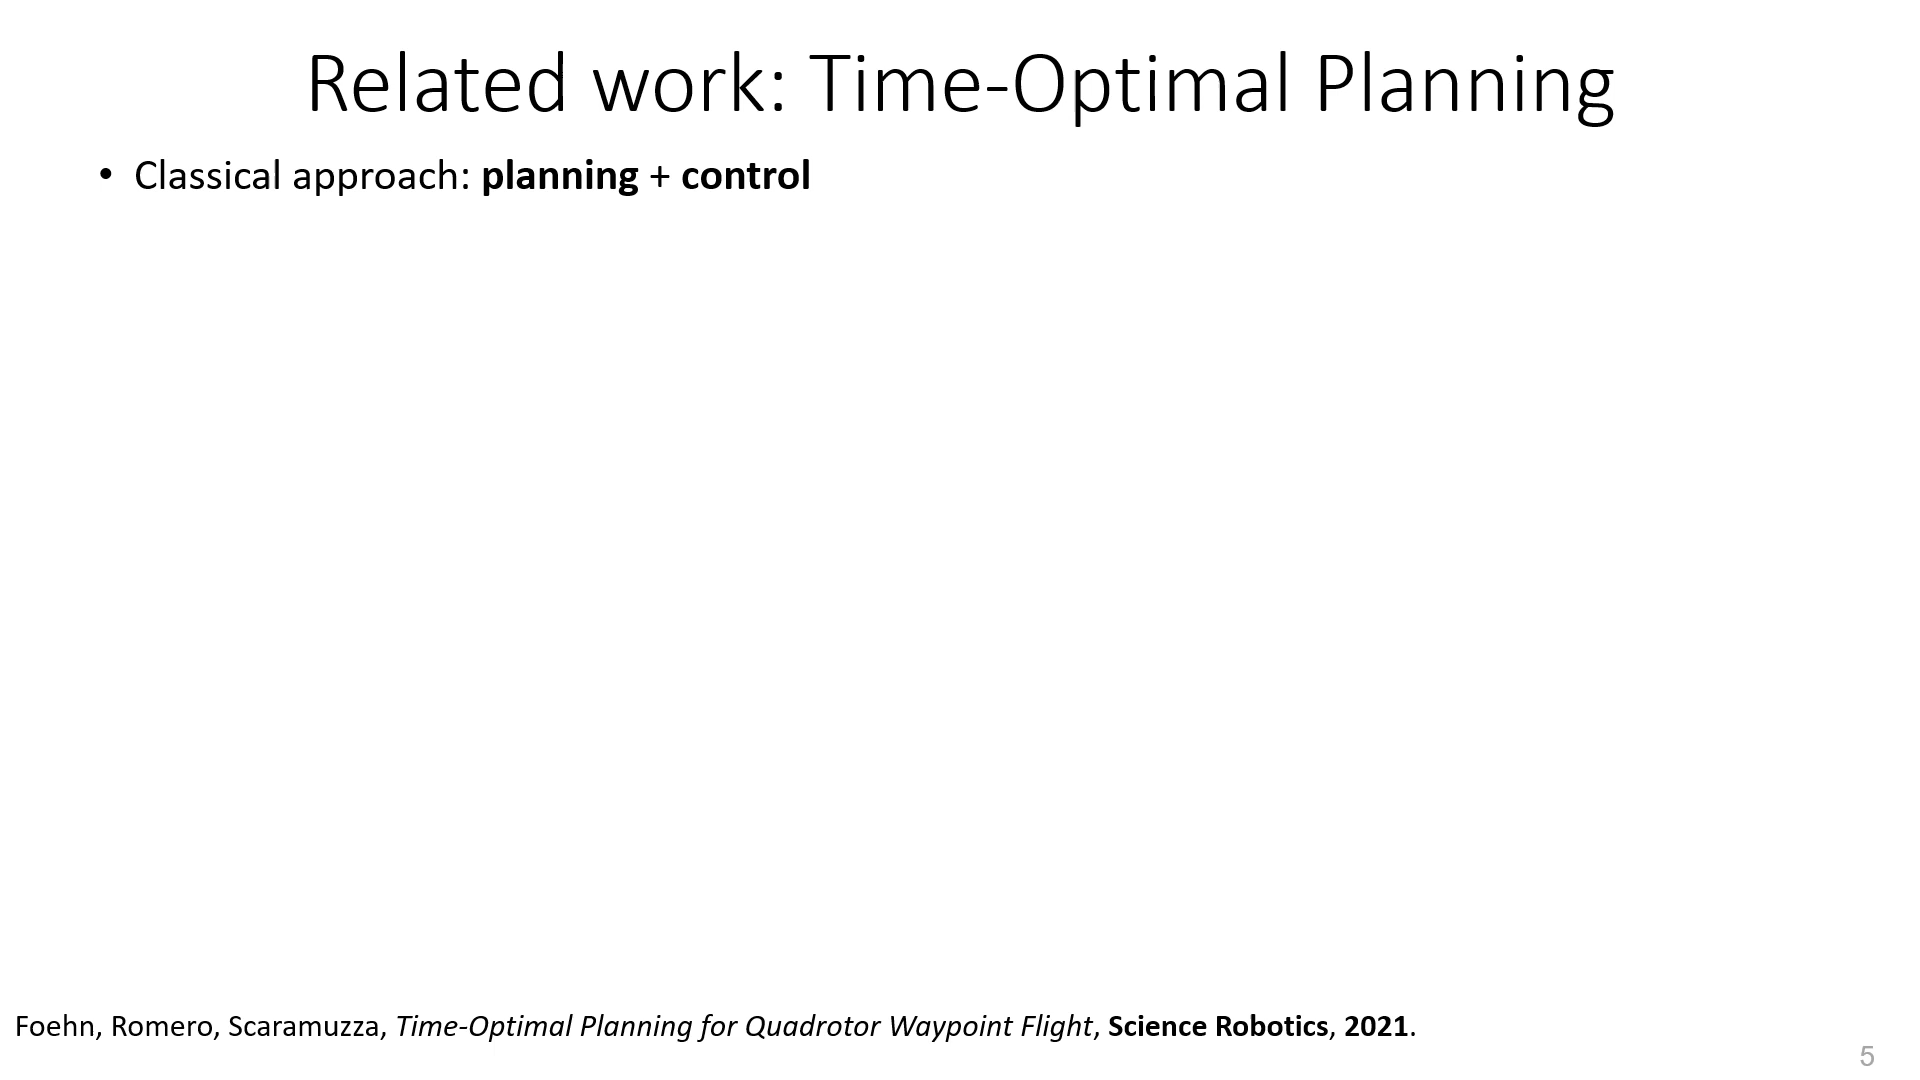 Related work: Time-Optimal Planning
• Classical approach: planning + control
Foehn, Romero, Scaramuzza, Time-Optimal Planning for Quadrotor Waypoint Flight, Science Robotics, 2021.
5